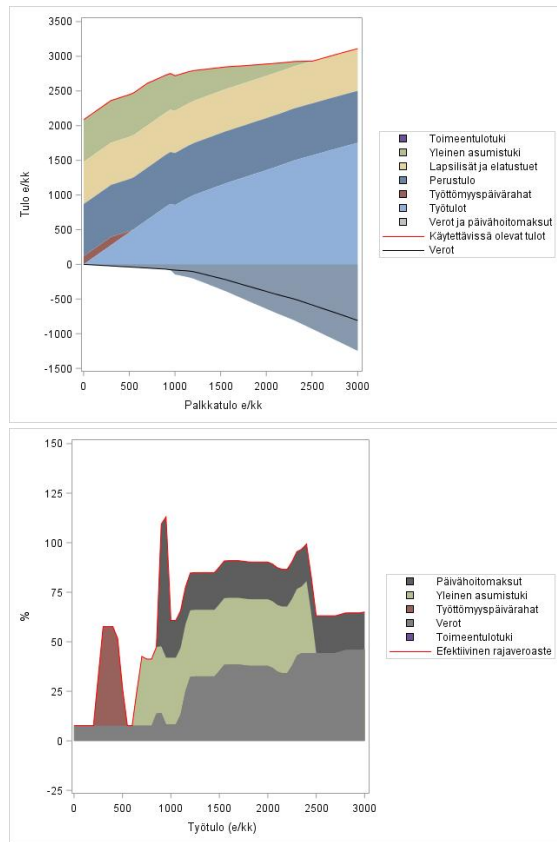 3500
3000
2500
2000
1500
1000
500
0
-500
-1000
-1500
Tulo e/kk
0 500 1000 1500 2000 2500 3000
Palkkatulo e/kk
Toimeentulotuki
Yleinen asumistuki
Lapsilisät ja elatustuet
Perustulo
Työttömyyspäivärahat
Työtulot
Verot ja päivähoitomaksut
Käytettävissä olevat tulot
Verot
150
125
100
75
50
25
0
-25
%
0 500 1000 1500 2000 2500 3000
Työtulo (e/kk)
Päivähoitomaksut
Yleinen asumistuki
Työttömyyspäivärahat
Verot
Toimeentulotuki
Efektiivinen rajaveroaste